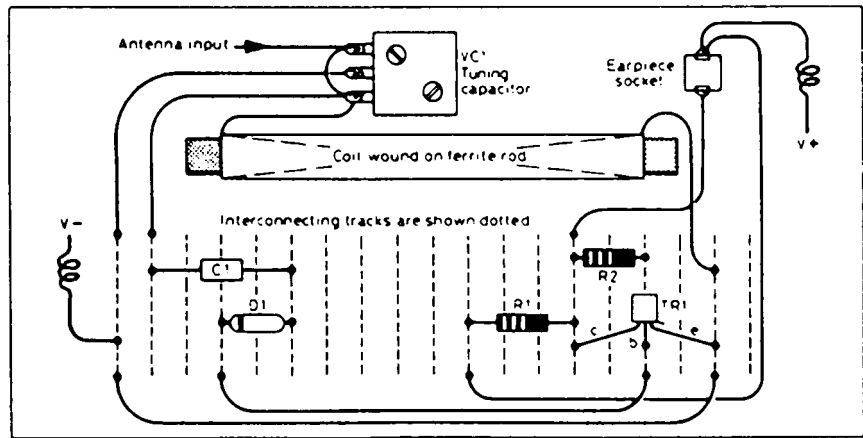 Antenna input
VC1
Tuning
capacitor
Earpiece
socket
V+
Coil wound on ferrite rod
V−
Interconnecting tracks are shown dotted
C1
R2
D1
R1
TR1
c
b
e